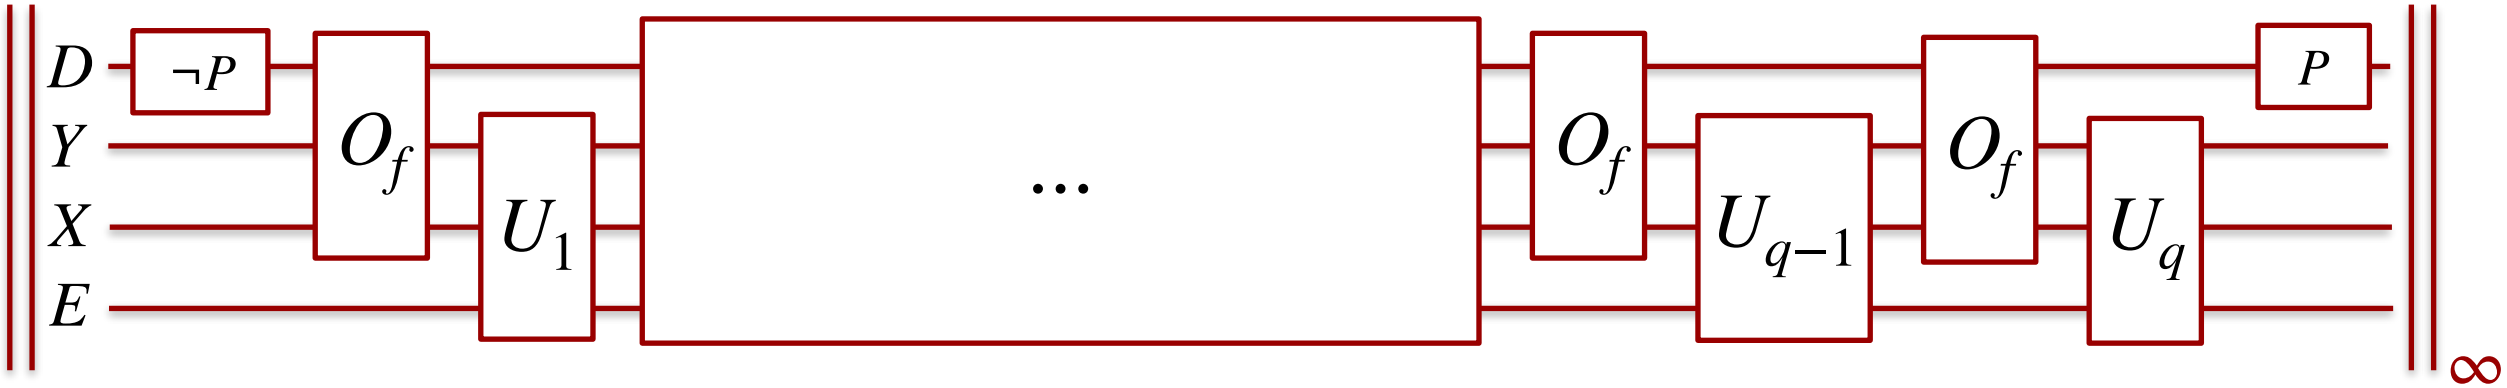 D ¬P P
O_f O_f O_f
Y
U_1 ... U_{q−1} U_q
X
E
∞